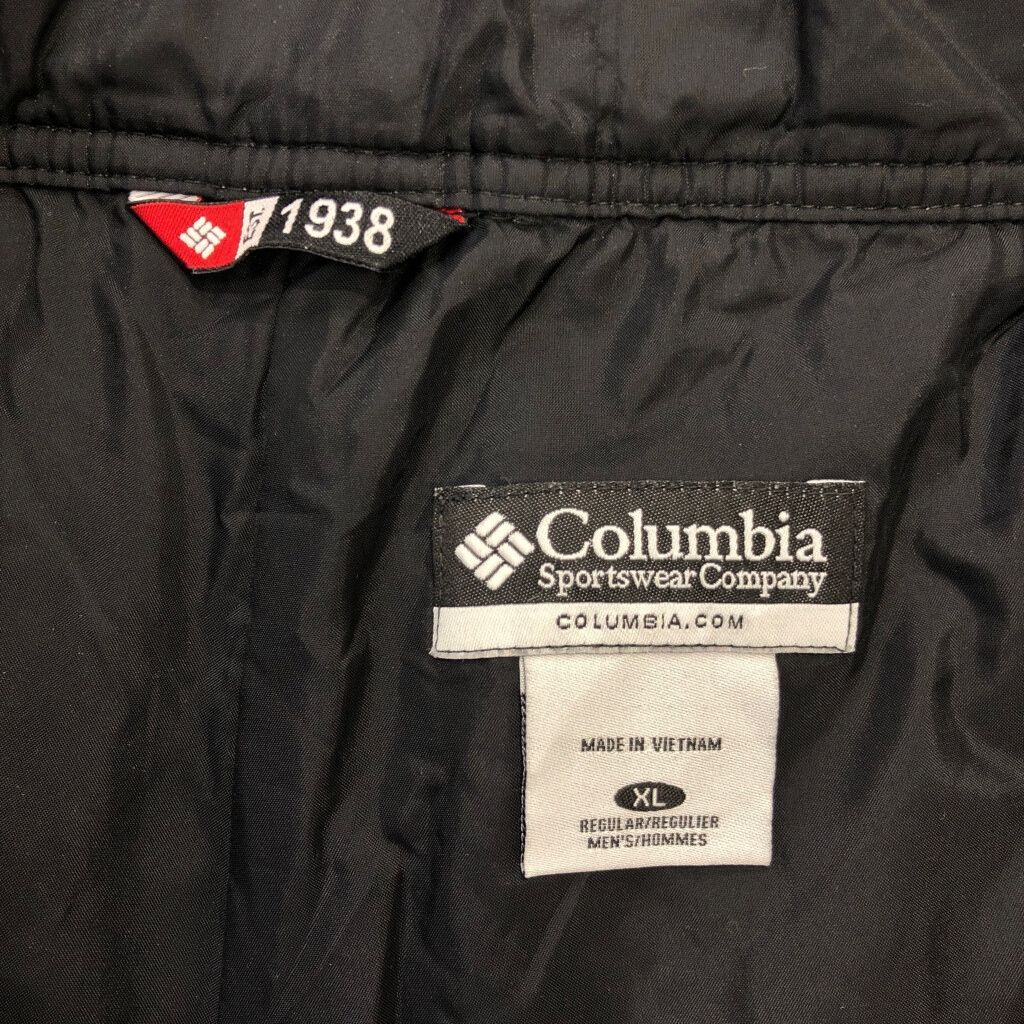 1938
Columbia
Sportswear Company
COLUMBIA.COM
MADE IN VIETNAM
XL
REGULAR/REGULIER
MEN'S/HOMMES